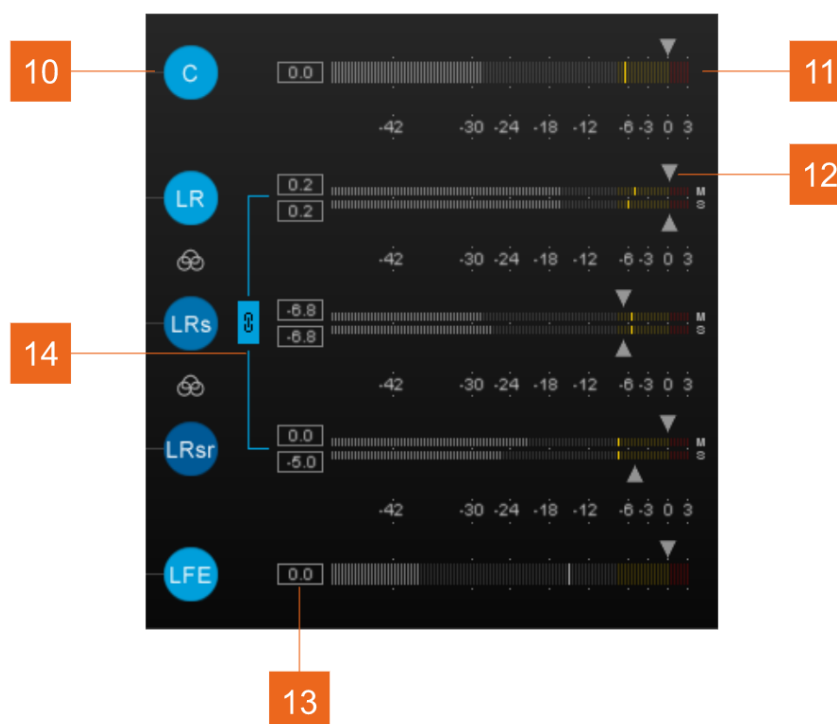 10 C 0.0 11
-42 -30 -24 -18 -12 -6 -3 0 3
12
LR 0.2 M
0.2 S
-42 -30 -24 -18 -12 -6 -3 0 3
LRs -6.8 M
-6.8 S
14
-42 -30 -24 -18 -12 -6 -3 0 3
LRsr 0.0 M
-5.0 S
-42 -30 -24 -18 -12 -6 -3 0 3
LFE 0.0
13